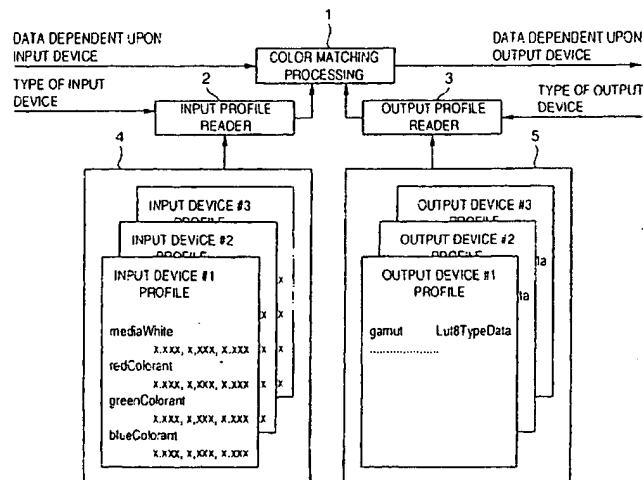 1
DATA DEPENDENT UPON
INPUT DEVICE
COLOR MATCHING
PROCESSING
DATA DEPENDENT UPON
OUTPUT DEVICE
TYPE OF INPUT
DEVICE
2
INPUT PROFILE
READER
3
OUTPUT PROFILE
READER
TYPE OF OUTPUT
DEVICE
4
5
INPUT DEVICE #3
INPUT DEVICE #2
INPUT DEVICE #1
PROFILE
mediaWhite
x.xxx, x,xxx, x.xxx
redColorant
x.xxx, x,xxx, x.xxx
greenColorant
x.xxx, x,xxx, x.xxx
blueColorant
x.xxx, x,xxx, x.xxx
OUTPUT DEVICE #3
OUTPUT DEVICE #2
OUTPUT DEVICE #1
PROFILE
gamut Lut8TypeData
....................